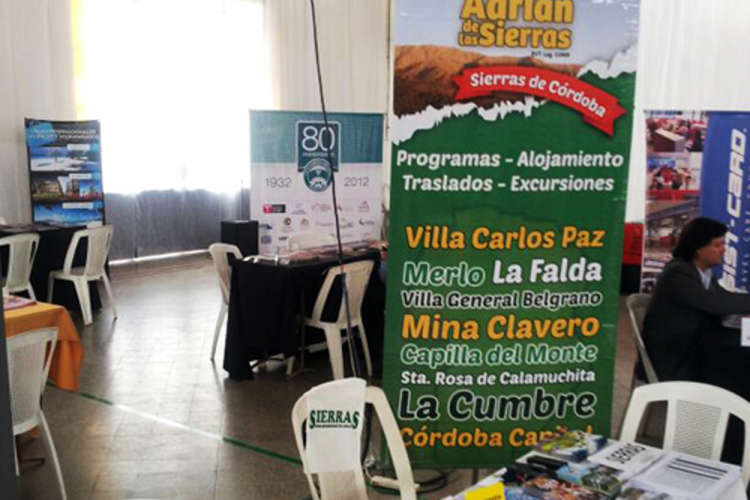 Adrián
de
las Sierras
Sierras de Córdoba
Programas - Alojamiento
Traslados - Excursiones
Villa Carlos Paz
Merlo La Falda
Villa General Belgrano
Mina Clavero
Capilla del Monte
Sta. Rosa de Calamuchita
La Cumbre
Córdoba Capital
80
1932 2012
SIERRAS